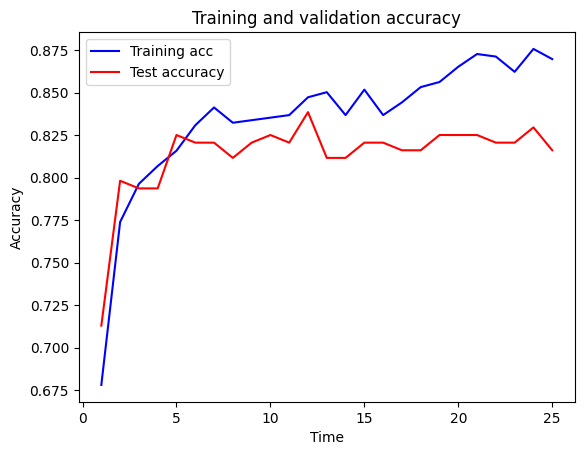 Training and validation accuracy
Training acc
Test accuracy
0.875
0.850
0.825
0.800
0.775
0.750
0.725
0.700
0.675
Accuracy
0 5 10 15 20 25
Time